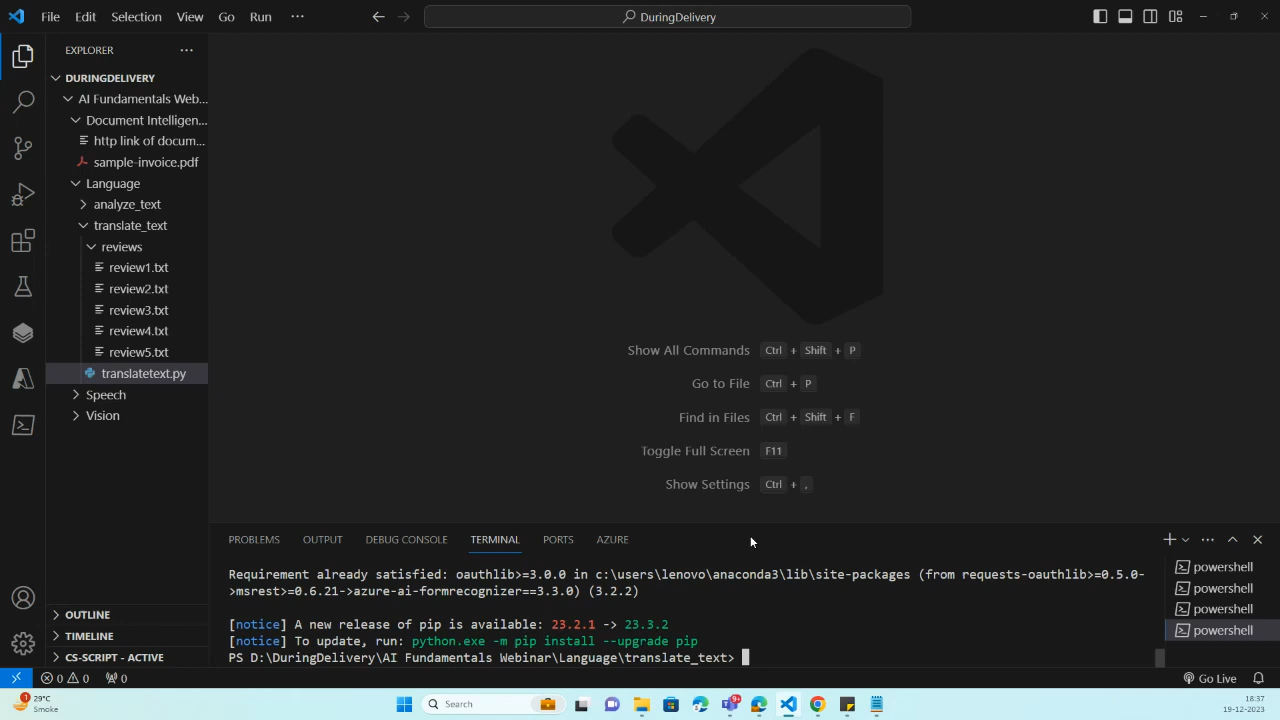 File Edit Selection View Go Run ···
DuringDelivery
EXPLORER ···
DURINGDELIVERY
AI Fundamentals Web...
Document Intelligen...
http link of docum...
sample-invoice.pdf
Language
analyze_text
translate_text
reviews
review1.txt
review2.txt
review3.txt
review4.txt
review5.txt
translatetext.py
Speech
Vision
OUTLINE
TIMELINE
CS-SCRIPT - ACTIVE
Show All Commands Ctrl + Shift + P
Go to File Ctrl + P
Find in Files Ctrl + Shift + F
Toggle Full Screen F11
Show Settings Ctrl + ,
PROBLEMS OUTPUT DEBUG CONSOLE TERMINAL PORTS AZURE
Requirement already satisfied: oauthlib>=3.0.0 in c:\users\lenovo\anaconda3\lib\site-packages (from requests-oauthlib>=0.5.0-
>msrest>=0.6.21->azure-ai-formrecognizer==3.3.0) (3.2.2)
[notice] A new release of pip is available: 23.2.1 -> 23.3.2
[notice] To update, run: python.exe -m pip install --upgrade pip
PS D:\DuringDelivery\AI Fundamentals Webinar\Language\translate_text>
powershell
powershell
powershell
powershell
0 0 0
Go Live
1
29°C
Smoke
Search
9+
18:37
19-12-2023